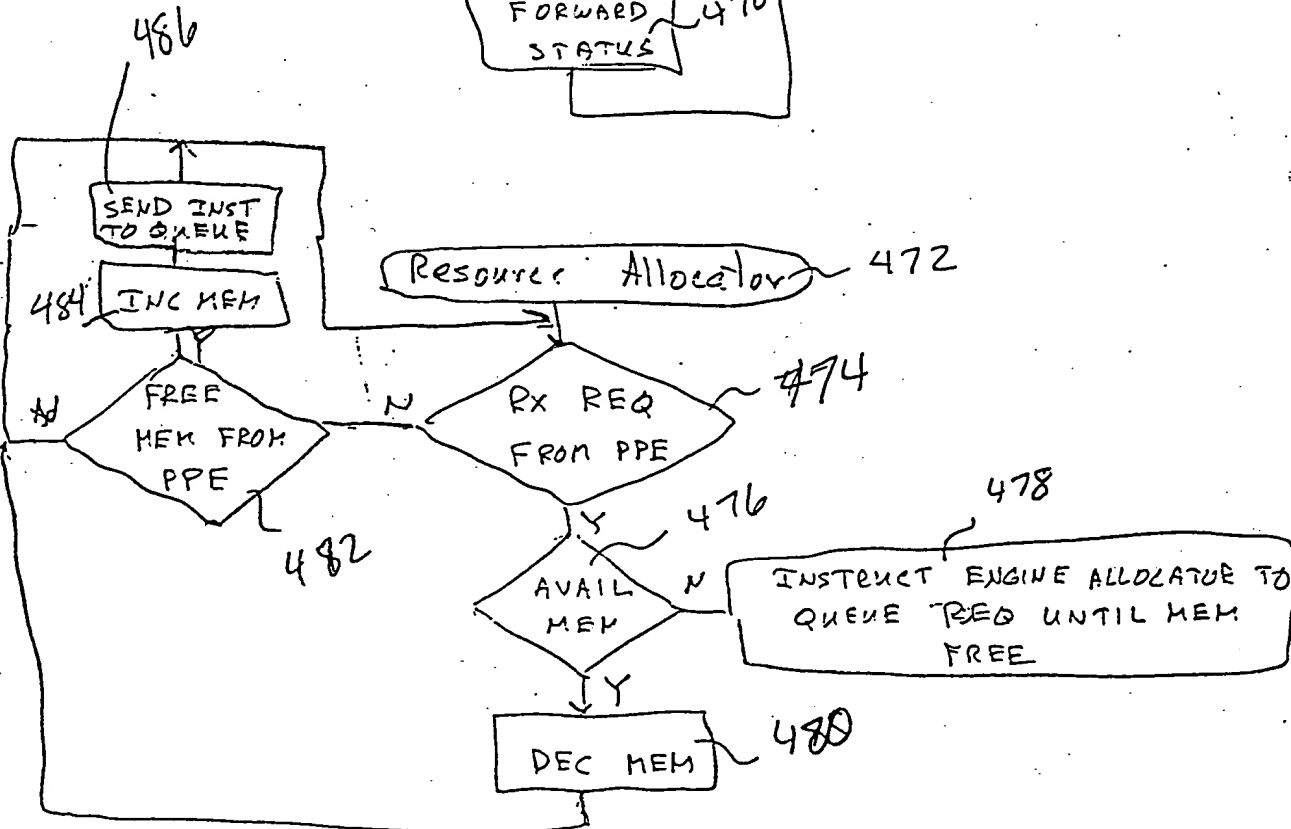 FORWARD
STATUS
486
SEND INST
TO QUEUE
484
INC MEM
Y
FREE
MEM FROM
PPE
482
Resource Allocator
472
N
RX REQ
FROM PPE
474
Y
476
AVAIL
MEM
N
478
INSTRUCT ENGINE ALLOCATOR TO
QUEUE REQ UNTIL MEM
FREE
Y
DEC MEM
480